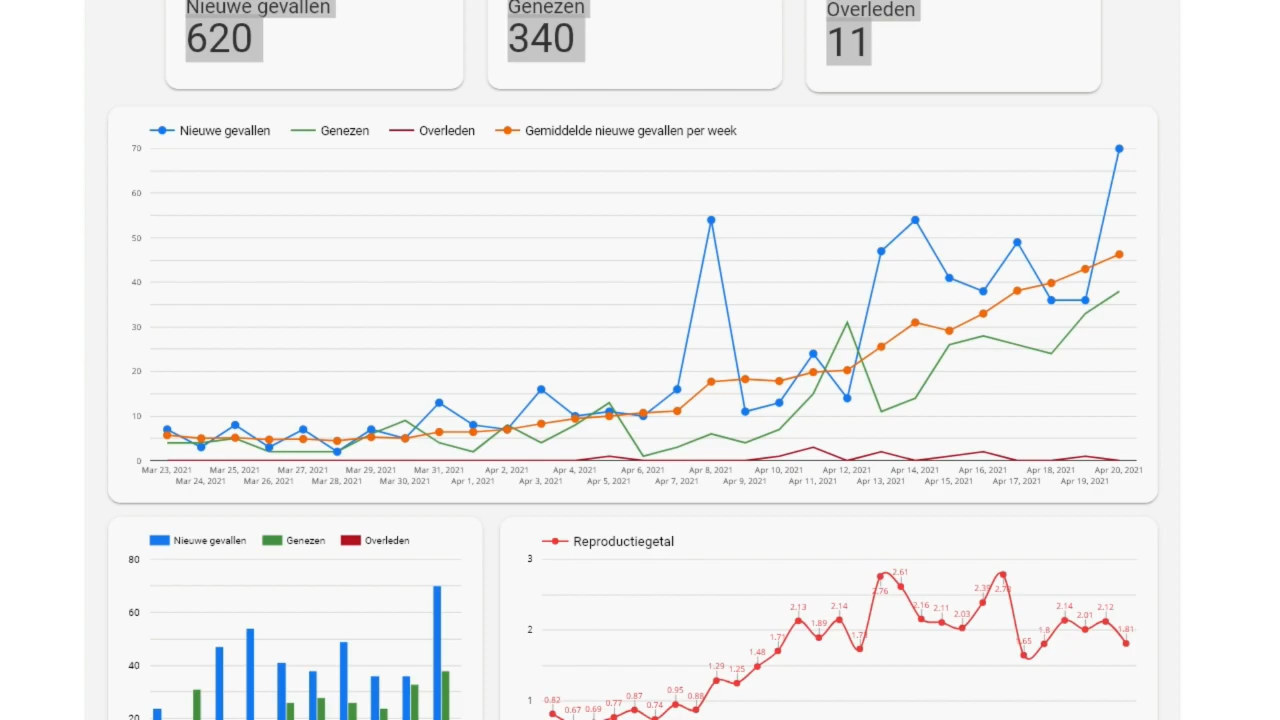 Nieuwe gevallen
620
Genezen
340
Overleden
11
Nieuwe gevallen Genezen Overleden Gemiddelde nieuwe gevallen per week
70
60
50
40
30
20
10
0
Mar 23, 2021 Mar 25, 2021 Mar 27, 2021 Mar 29, 2021 Mar 31, 2021 Apr 2, 2021 Apr 4, 2021 Apr 6, 2021 Apr 8, 2021 Apr 10, 2021 Apr 12, 2021 Apr 14, 2021 Apr 16, 2021 Apr 18, 2021 Apr 20, 2021
Mar 24, 2021 Mar 26, 2021 Mar 28, 2021 Mar 30, 2021 Apr 1, 2021 Apr 3, 2021 Apr 5, 2021 Apr 7, 2021 Apr 9, 2021 Apr 11, 2021 Apr 13, 2021 Apr 15, 2021 Apr 17, 2021 Apr 19, 2021
Nieuwe gevallen Genezen Overleden
80
60
40
20
Reproductiegetal
3
2
1
0.82 0.67 0.69 0.77 0.87 0.74 0.95 0.88 1.29 1.25 1.48 1.71 2.13 1.89 2.14 2.76 2.61 2.16 2.11 2.03 2.39 1.8 2.14 2.01 2.12 1.81